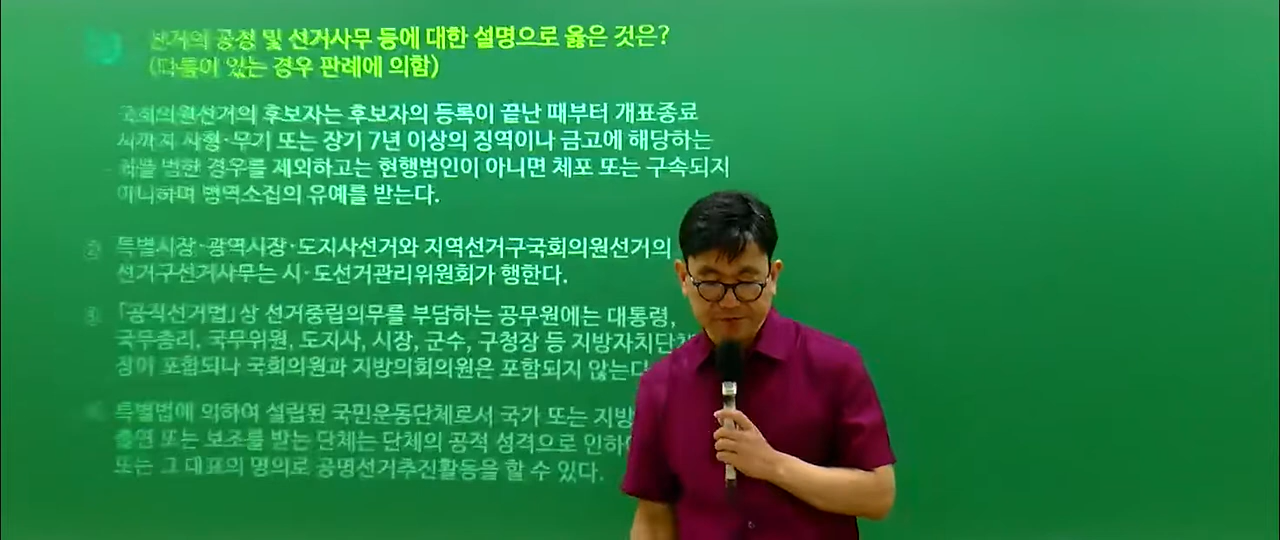 선거의 공정 및 선거사무 등에 대한 설명으로 옳은 것은?
(다툼이 있는 경우 판례에 의함)
국회의원선거의 후보자는 후보자의 등록이 끝난 때부터 개표종료
시까지 사형·무기 또는 장기 7년 이상의 징역이나 금고에 해당하는
죄를 범한 경우를 제외하고는 현행범인이 아니면 체포 또는 구속되지
아니하며 병역소집의 유예를 받는다.
② 특별시장·광역시장·도지사선거와 지역선거구국회의원선거의
선거구선거사무는 시·도선거관리위원회가 행한다.
③ 「공직선거법」상 선거중립의무를 부담하는 공무원에는 대통령,
국무총리, 국무위원, 도지사, 시장, 군수, 구청장 등 지방자치단체
장이 포함되나 국회의원과 지방의회의원은 포함되지 않는다
특별법에 의하여 설립된 국민운동단체로서 국가 또는 지방
출연 또는 보조를 받는 단체는 단체의 공적 성격으로 인하여
또는 그 대표의 명의로 공명선거추진활동을 할 수 있다.